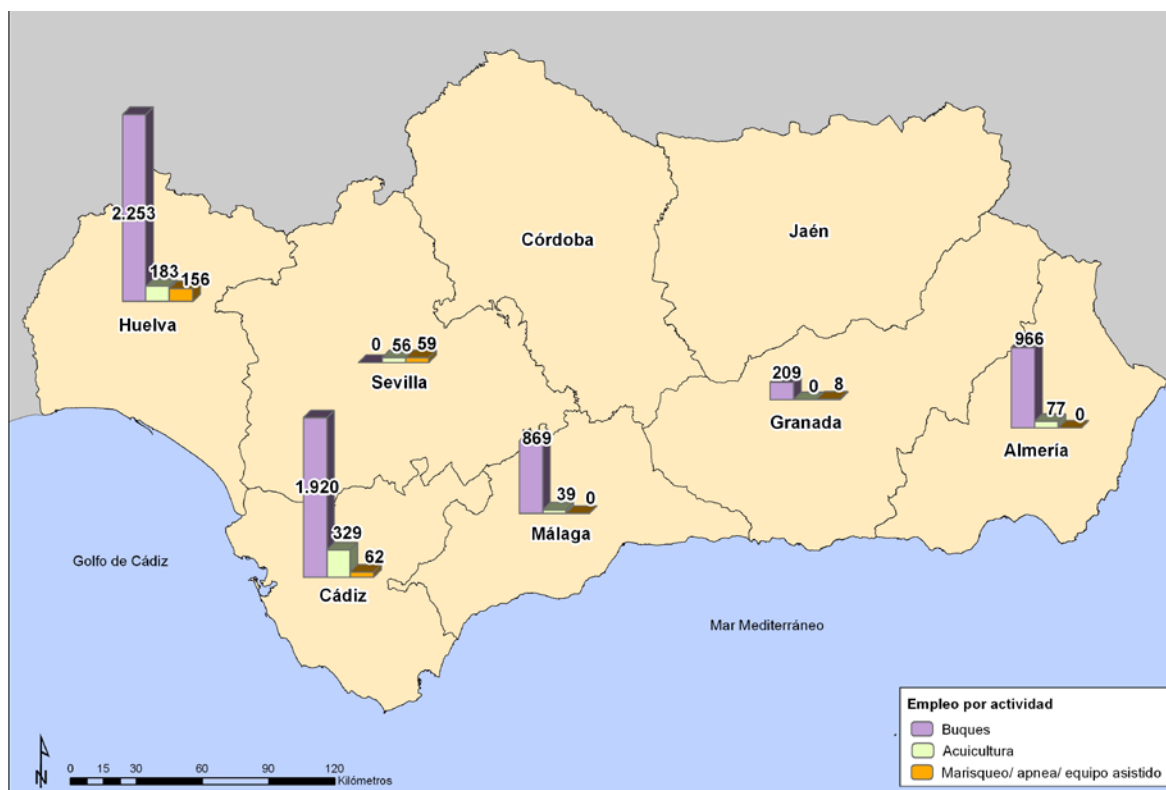 Córdoba
Jaén
2.253
183
156
Huelva
0
56
59
Sevilla
209
0
8
Granada
966
77
0
Almería
869
39
0
Málaga
1.920
329
62
Cádiz
Golfo de Cádiz
Mar Mediterráneo
N
0 15 30 60 90 120
Kilómetros
Empleo por actividad
Buques
Acuicultura
Marisqueo/ apnea/ equipo asistido